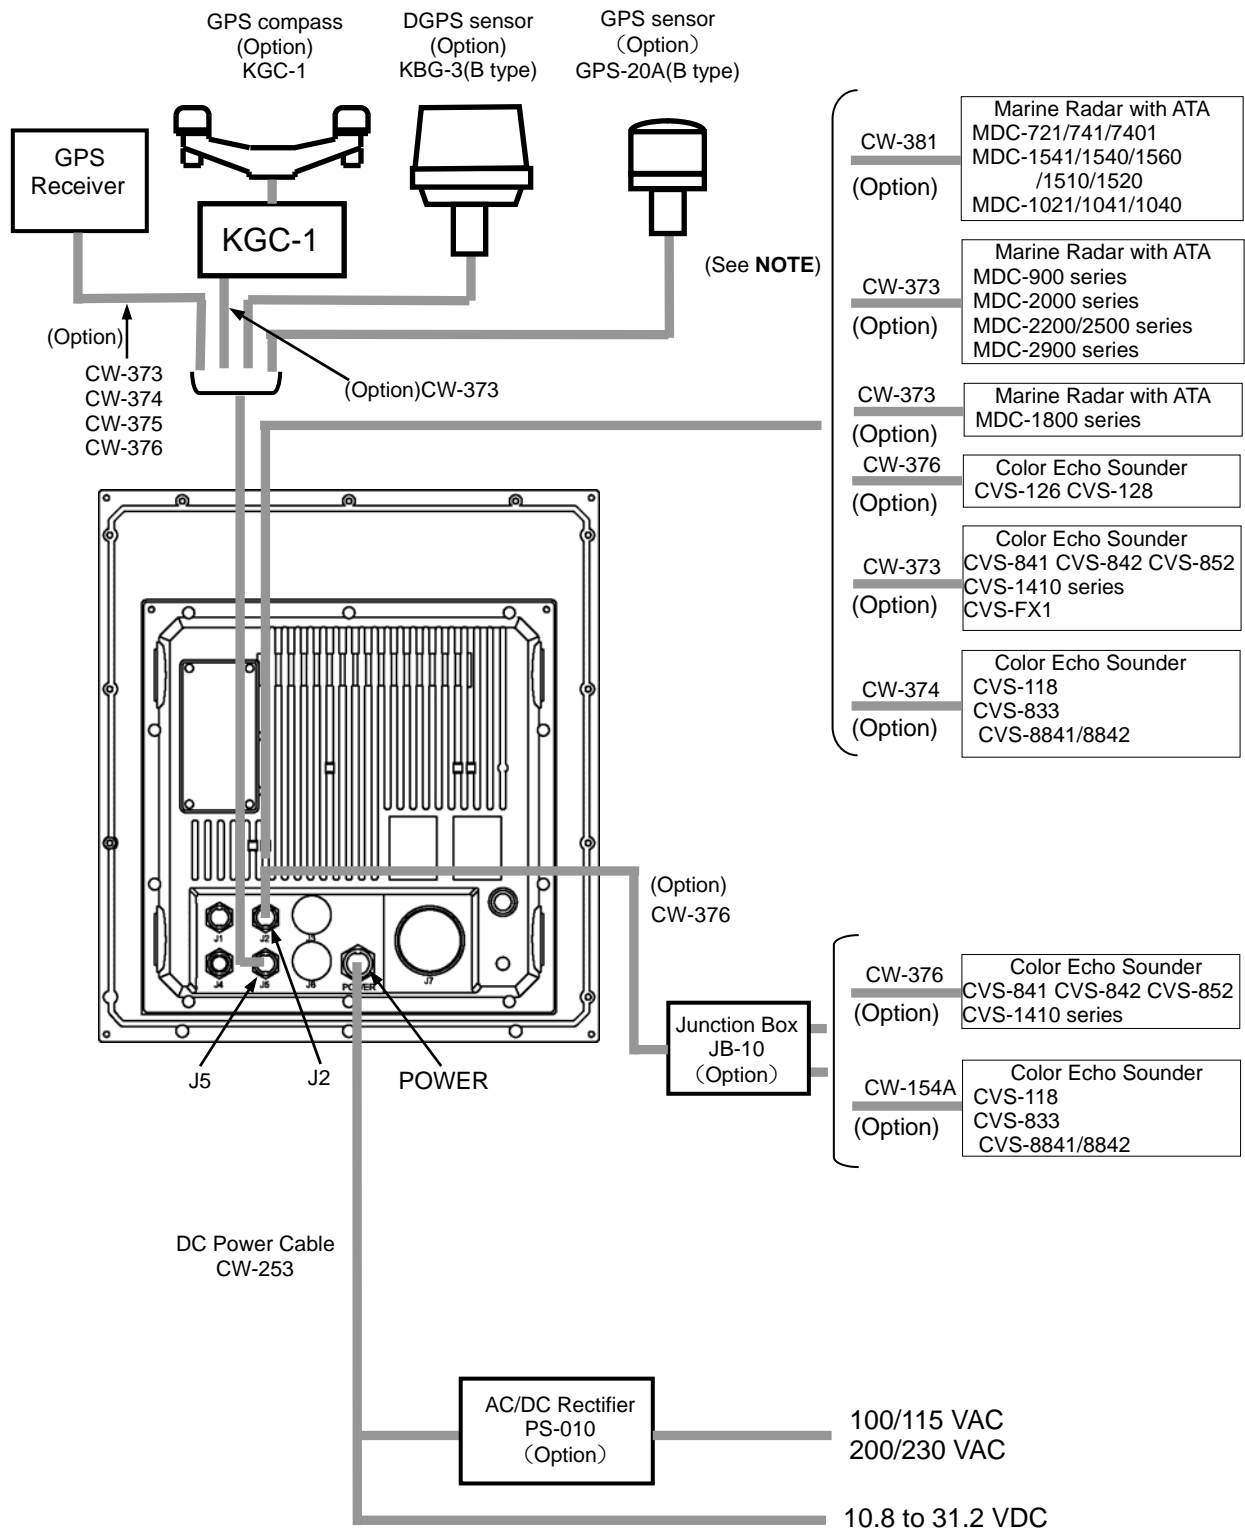 GPS compass
(Option)
KGC-1
DGPS sensor
(Option)
KBG-3(B type)
GPS sensor
（Option）
GPS-20A(B type)
GPS
Receiver
KGC-1
(Option)
CW-373
CW-374
CW-375
CW-376
(Option)CW-373
(See NOTE)
CW-381
(Option)
Marine Radar with ATA
MDC-721/741/7401
MDC-1541/1540/1560
/1510/1520
MDC-1021/1041/1040
CW-373
(Option)
Marine Radar with ATA
MDC-900 series
MDC-2000 series
MDC-2200/2500 series
MDC-2900 series
CW-373
(Option)
Marine Radar with ATA
MDC-1800 series
CW-376
(Option)
Color Echo Sounder
CVS-126 CVS-128
CW-373
(Option)
Color Echo Sounder
CVS-841 CVS-842 CVS-852
CVS-1410 series
CVS-FX1
CW-374
(Option)
Color Echo Sounder
CVS-118
CVS-833
CVS-8841/8842
J1
J2
J3
J4
J5
J6
POWER
J7
J5
J2
POWER
(Option)
CW-376
Junction Box
JB-10
（Option）
CW-376
(Option)
Color Echo Sounder
CVS-841 CVS-842 CVS-852
CVS-1410 series
CW-154A
(Option)
Color Echo Sounder
CVS-118
CVS-833
CVS-8841/8842
DC Power Cable
CW-253
AC/DC Rectifier
PS-010
（Option）
100/115 VAC
200/230 VAC
10.8 to 31.2 VDC